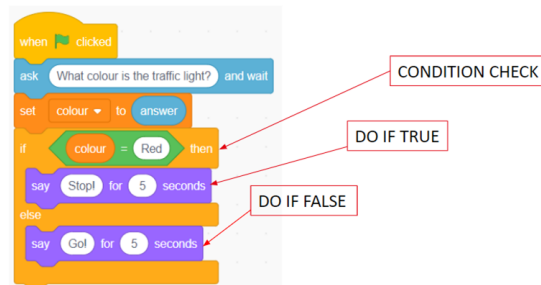 when clicked
ask What colour is the traffic light? and wait
set colour to answer
if colour = Red then
say Stop! for 5 seconds
else
say Go! for 5 seconds
CONDITION CHECK
DO IF TRUE
DO IF FALSE